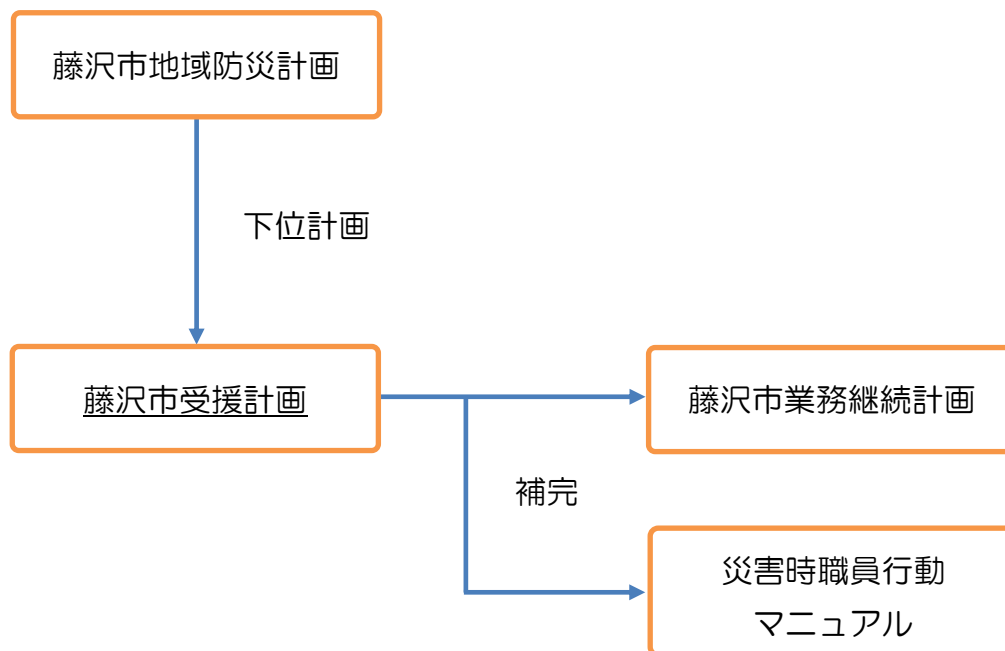 藤沢市地域防災計画
下位計画
藤沢市受援計画
藤沢市業務継続計画
補完
災害時職員行動
マニュアル